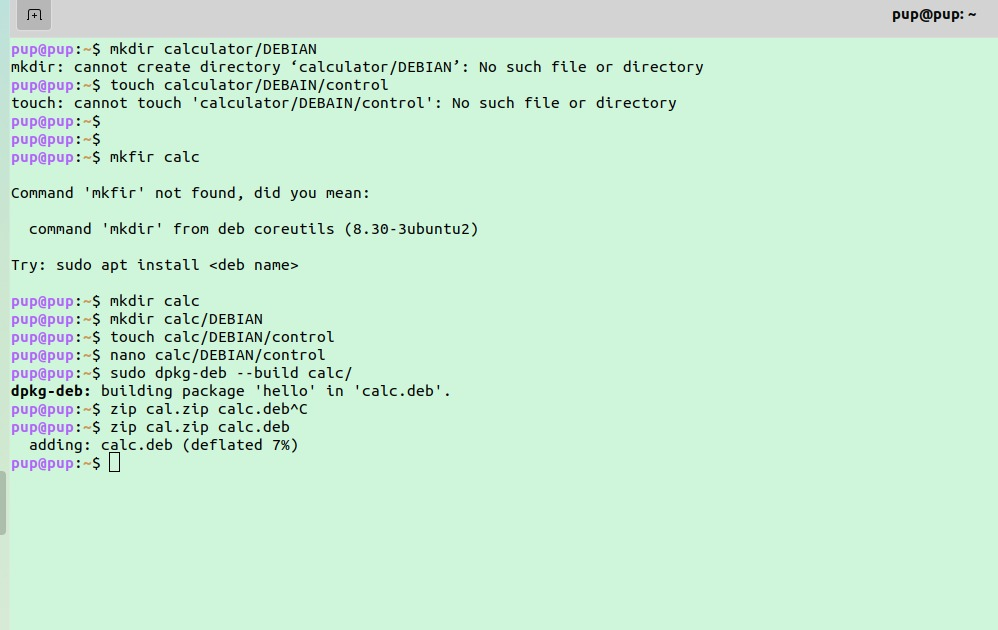 pup@pup: ~
pup@pup:~$ mkdir calculator/DEBIAN
mkdir: cannot create directory ‘calculator/DEBIAN’: No such file or directory
pup@pup:~$ touch calculator/DEBAIN/control
touch: cannot touch 'calculator/DEBAIN/control': No such file or directory
pup@pup:~$
pup@pup:~$
pup@pup:~$ mkfir calc
Command 'mkfir' not found, did you mean:
command 'mkdir' from deb coreutils (8.30-3ubuntu2)
Try: sudo apt install <deb name>
pup@pup:~$ mkdir calc
pup@pup:~$ mkdir calc/DEBIAN
pup@pup:~$ touch calc/DEBIAN/control
pup@pup:~$ nano calc/DEBIAN/control
pup@pup:~$ sudo dpkg-deb --build calc/
dpkg-deb: building package 'hello' in 'calc.deb'.
pup@pup:~$ zip cal.zip calc.deb^C
pup@pup:~$ zip cal.zip calc.deb
adding: calc.deb (deflated 7%)
pup@pup:~$